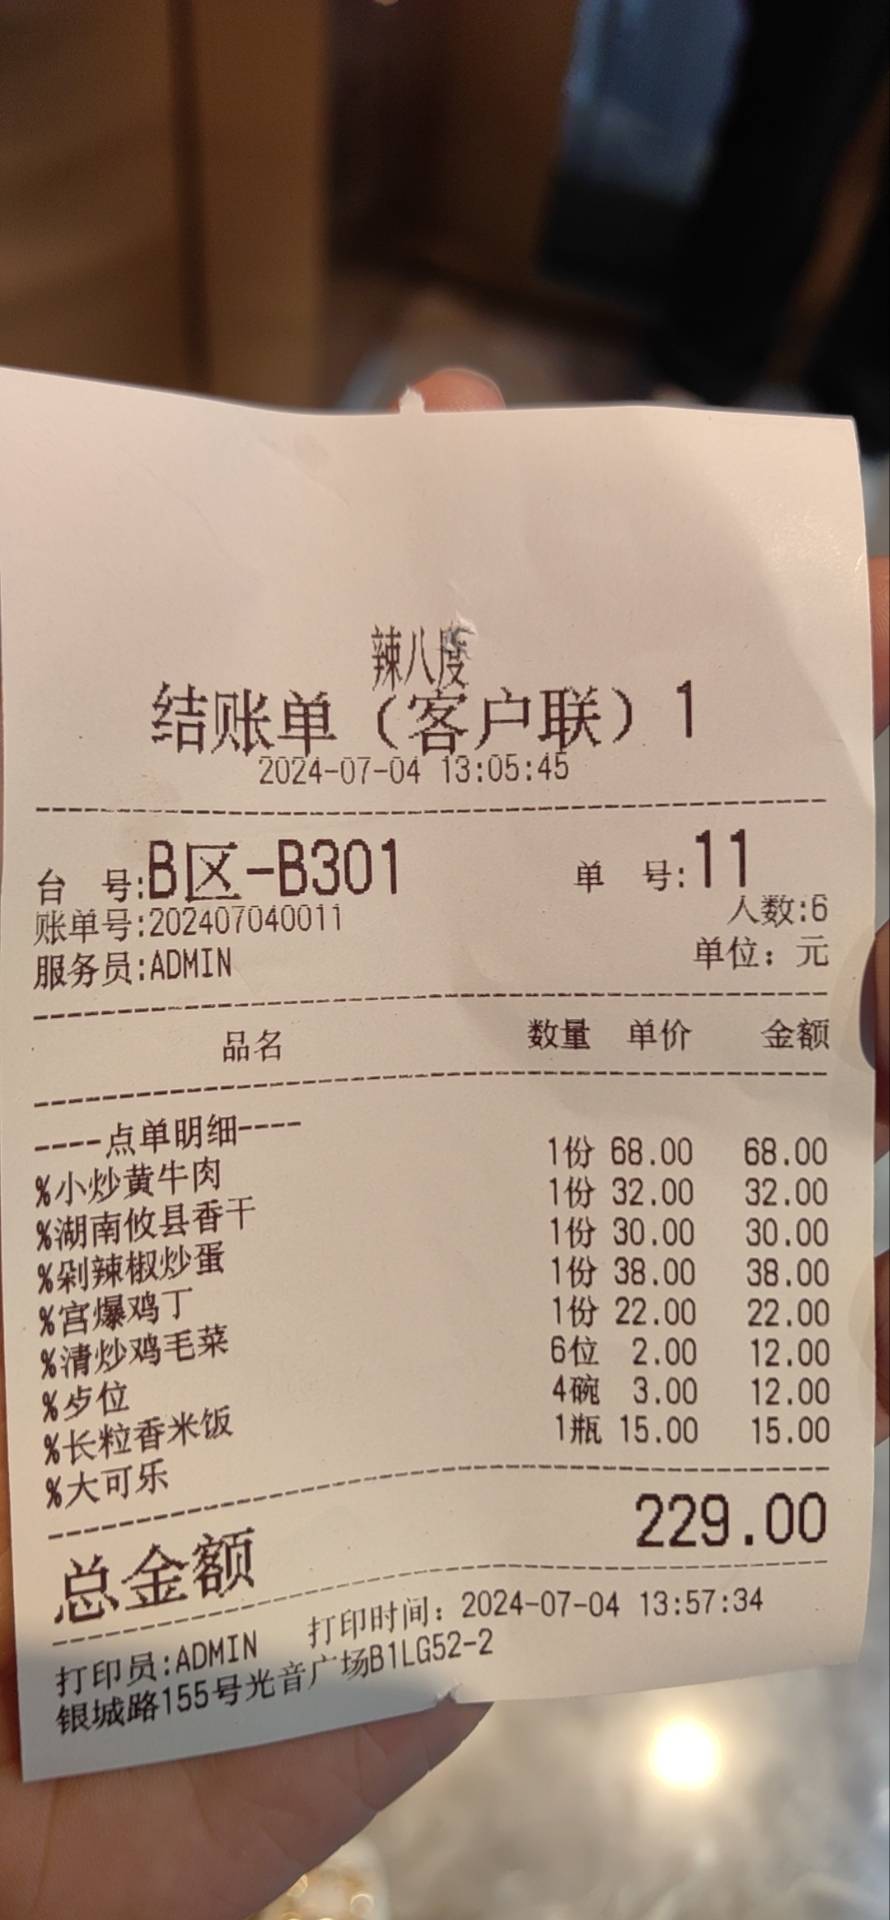 辣八度
结账单（客户联）1
2024-07-04 13:05:45
台 号:B区-B301 单 号:11
账单号:202407040011 人数:6
服务员:ADMIN 单位：元
品名 数量 单价 金额
----点单明细----
%小炒黄牛肉 1份 68.00 68.00
%湖南攸县香干 1份 32.00 32.00
%剁辣椒炒蛋 1份 30.00 30.00
%宫爆鸡丁 1份 38.00 38.00
%清炒鸡毛菜 1份 22.00 22.00
%歺位 6位 2.00 12.00
%长粒香米饭 4碗 3.00 12.00
%大可乐 1瓶 15.00 15.00
总金额 229.00
打印员:ADMIN 打印时间：2024-07-04 13:57:34
银城路155号光音广场B1LG52-2